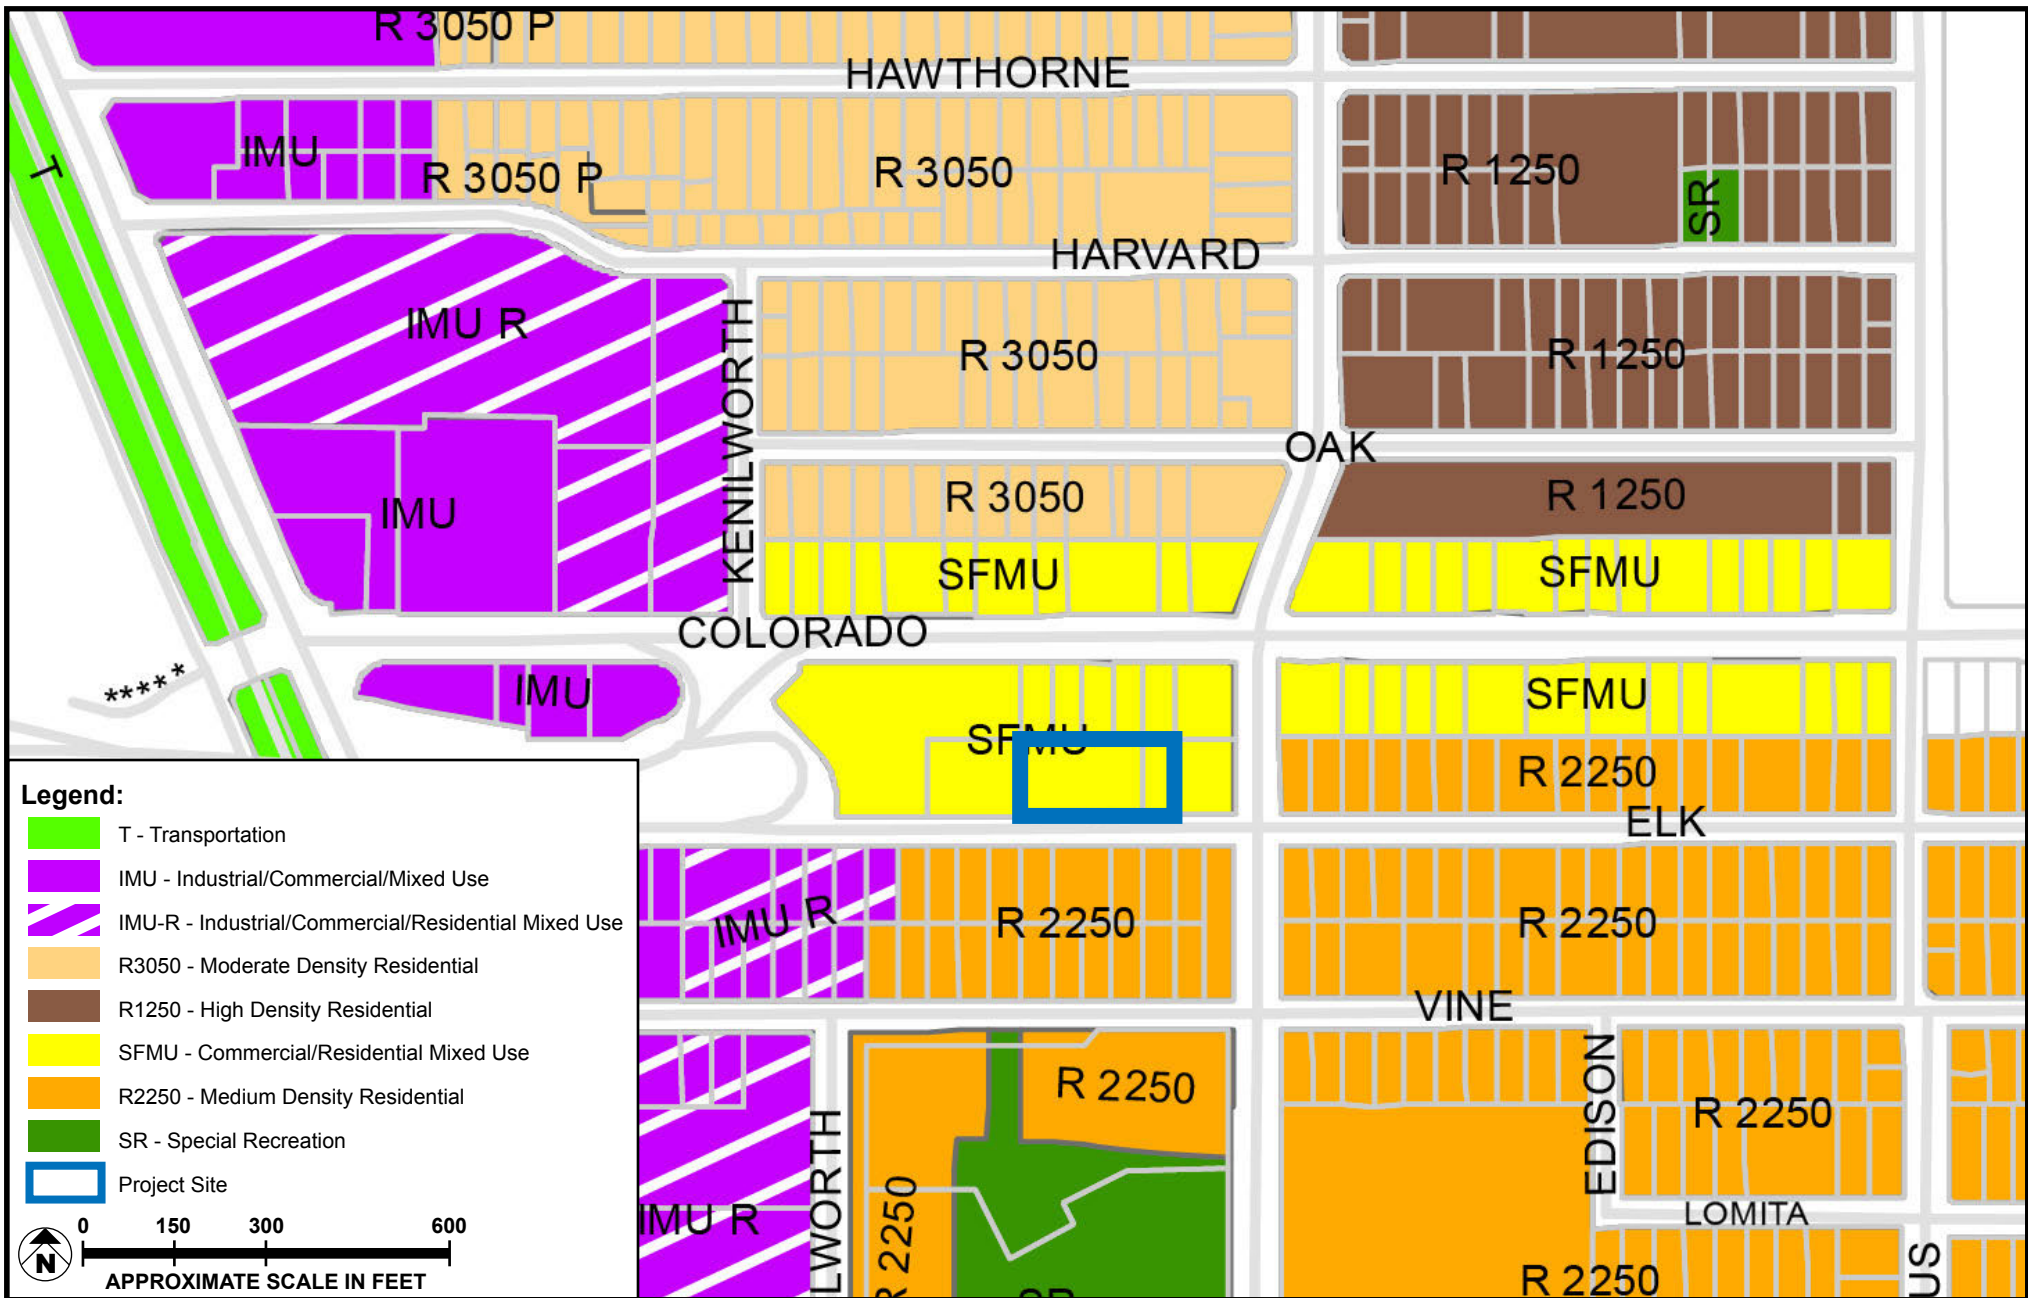 R 3050 P
HAWTHORNE
T
IMU
R 3050 P
R 3050
R 1250
SR
HARVARD
IMU R
KENILWORTH
R 3050
R 1250
OAK
IMU
R 3050
R 1250
SFMU
SFMU
COLORADO
*****
IMU
SFMU
SFMU
R 2250
ELK
IMU R
R 2250
R 2250
VINE
R 2250
EDISON
R 2250
LWORTH
R 2250
IMU R
LOMITA
SR
R 2250
US
Legend:
T - Transportation
IMU - Industrial/Commercial/Mixed Use
IMU-R - Industrial/Commercial/Residential Mixed Use
R3050 - Moderate Density Residential
R1250 - High Density Residential
SFMU - Commercial/Residential Mixed Use
R2250 - Medium Density Residential
SR - Special Recreation
Project Site
N
0 150 300 600
APPROXIMATE SCALE IN FEET